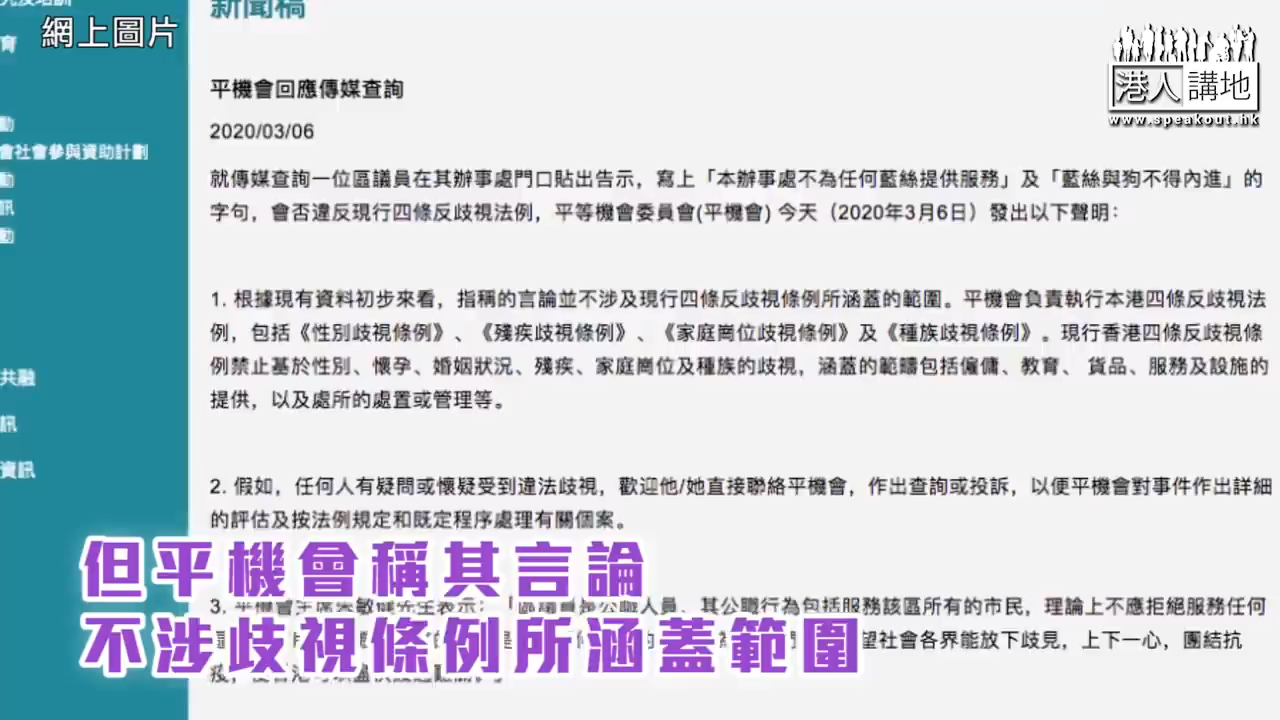 新聞稿
網上圖片
育
港人講地
www.speakout.hk
平機會回應傳媒查詢
2020/03/06
會社會參與資助計劃
就傳媒查詢一位區議員在其辦事處門口貼出告示，寫上「本辦事處不為任何藍絲提供服務」及「藍絲與狗不得內進」的
字句，會否違反現行四條反歧視法例，平等機會委員會(平機會) 今天（2020年3月6日）發出以下聲明：
訊
1. 根據現有資料初步來看，指稱的言論並不涉及現行四條反歧視條例所涵蓋的範圍。平機會負責執行本港四條反歧視法
例，包括《性別歧視條例》、《殘疾歧視條例》、《家庭崗位歧視條例》及《種族歧視條例》。現行香港四條反歧視條
例禁止基於性別、懷孕、婚姻狀況、殘疾、家庭崗位及種族的歧視，涵蓋的範疇包括僱傭、教育、 貨品、服務及設施的
提供，以及處所的處置或管理等。
共融
訊
資訊
2. 假如，任何人有疑問或懷疑受到違法歧視，歡迎他/她直接聯絡平機會，作出查詢或投訴，以便平機會對事件作出詳細
的評估及按法例規定和既定程序處理有關個案。
但平機會稱其言論
不涉歧視條例所涵蓋範圍
3. 人員，其公職行為包括服務該區所有的市民，理論上不應拒絕服務任何
望社會各界能放下歧見，上下一心，團結抗
疫，